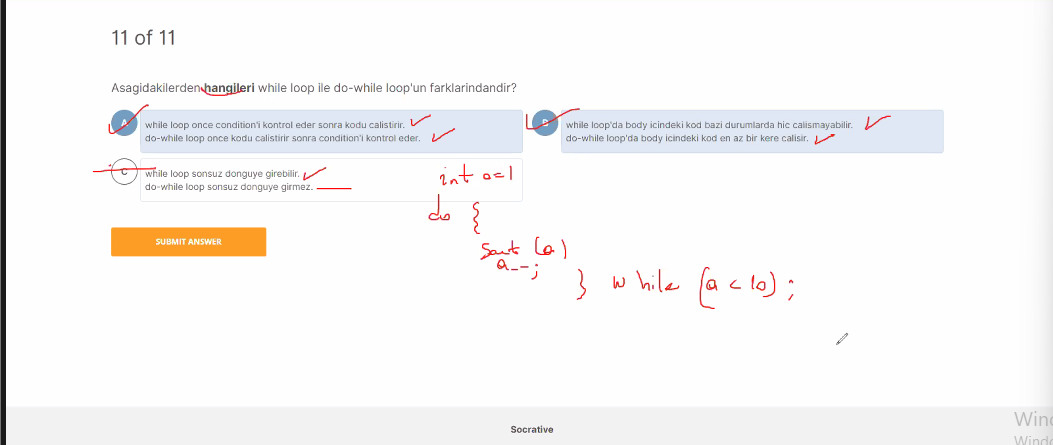 11 of 11
Asagidakilerden hangileri while loop ile do-while loop'un farklarindandir?
A
while loop once condition'i kontrol eder sonra kodu calistirir.
do-while loop once kodu calistirir sonra condition'i kontrol eder.
B
while loop'da body icindeki kod bazi durumlarda hic calismayabilir.
do-while loop'da body icindeki kod en az bir kere calisir.
C
while loop sonsuz donguye girebilir.
do-while loop sonsuz donguye girmez.
int a=1
do {
SUBMIT ANSWER
Sout (a)
a--;
} while (a < 10);
Socrative
Wind
Windo